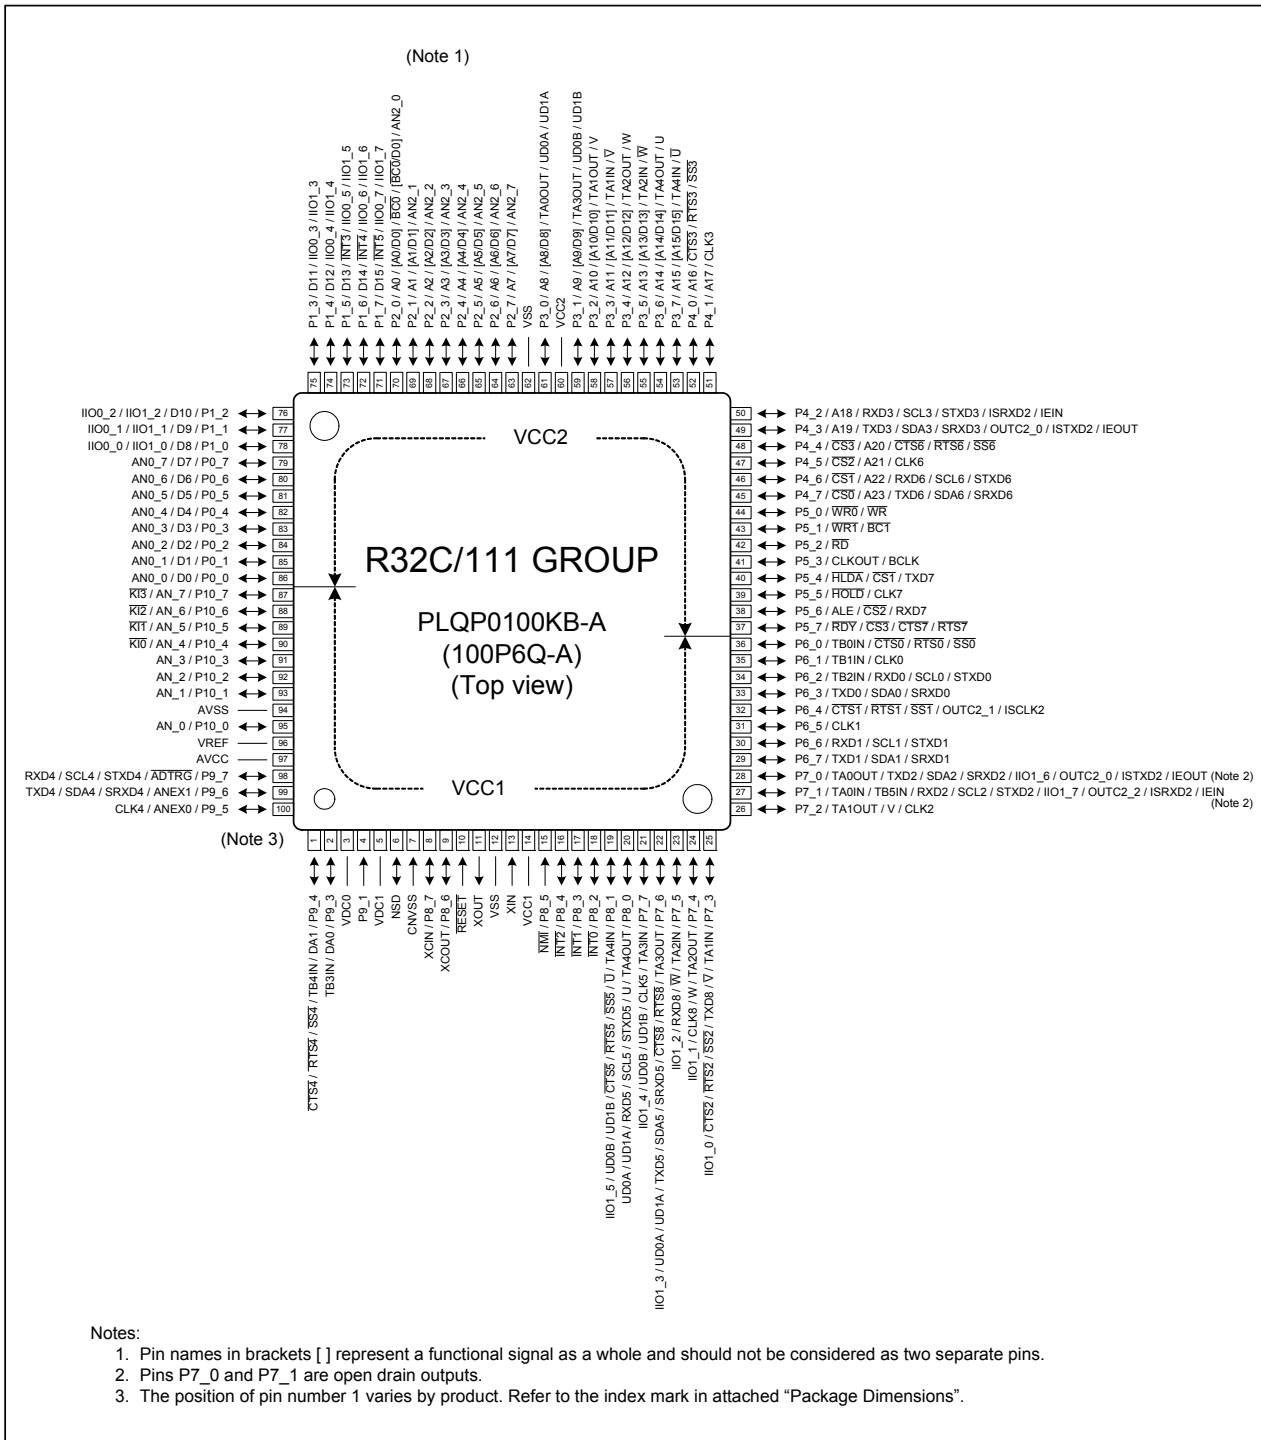 (Note 1)
P1_3 / D11 / IIO0_3 / IIO1_3
P1_4 / D12 / IIO0_4 / IIO1_4
P1_5 / D13 / INT3 / IIO0_5 / IIO1_5
P1_6 / D14 / INT4 / IIO0_6 / IIO1_6
P1_7 / D15 / INT5 / IIO0_7 / IIO1_7
P2_0 / A0 / [A0/D0] / BC0 / [BC0/D0] / AN2_0
P2_1 / A1 / [A1/D1] / AN2_1
P2_2 / A2 / [A2/D2] / AN2_2
P2_3 / A3 / [A3/D3] / AN2_3
P2_4 / A4 / [A4/D4] / AN2_4
P2_5 / A5 / [A5/D5] / AN2_5
P2_6 / A6 / [A6/D6] / AN2_6
P2_7 / A7 / [A7/D7] / AN2_7
VSS
P3_0 / A8 / [A8/D8] / TA0OUT / UD0A / UD1A
VCC2
P3_1 / A9 / [A9/D9] / TA3OUT / UD0B / UD1B
P3_2 / A10 / [A10/D10] / TA1OUT / V
P3_3 / A11 / [A11/D11] / TA1IN / V
P3_4 / A12 / [A12/D12] / TA2OUT / W
P3_5 / A13 / [A13/D13] / TA2IN / W
P3_6 / A14 / [A14/D14] / TA4OUT / U
P3_7 / A15 / [A15/D15] / TA4IN / U
P4_0 / A16 / CTS3 / RTS3 / SS3
P4_1 / A17 / CLK3
75 74 73 72 71 70 69 68 67 66 65 64 63 62 61 60 59 58 57 56 55 54 53 52 51
IIO0_2 / IIO1_2 / D10 / P1_2 76
IIO0_1 / IIO1_1 / D9 / P1_1 77
IIO0_0 / IIO1_0 / D8 / P1_0 78
AN0_7 / D7 / P0_7 79
AN0_6 / D6 / P0_6 80
AN0_5 / D5 / P0_5 81
AN0_4 / D4 / P0_4 82
AN0_3 / D3 / P0_3 83
AN0_2 / D2 / P0_2 84
AN0_1 / D1 / P0_1 85
AN0_0 / D0 / P0_0 86
KI3 / AN_7 / P10_7 87
KI2 / AN_6 / P10_6 88
KI1 / AN_5 / P10_5 89
KI0 / AN_4 / P10_4 90
AN_3 / P10_3 91
AN_2 / P10_2 92
AN_1 / P10_1 93
AVSS 94
AN_0 / P10_0 95
VREF 96
AVCC 97
RXD4 / SCL4 / STXD4 / ADTRG / P9_7 98
TXD4 / SDA4 / SRXD4 / ANEX1 / P9_6 99
CLK4 / ANEX0 / P9_5 100
VCC2
R32C/111 GROUP
PLQP0100KB-A
(100P6Q-A)
(Top view)
VCC1
50 P4_2 / A18 / RXD3 / SCL3 / STXD3 / ISRXD2 / IEIN
49 P4_3 / A19 / TXD3 / SDA3 / SRXD3 / OUTC2_0 / ISTXD2 / IEOUT
48 P4_4 / CS3 / A20 / CTS6 / RTS6 / SS6
47 P4_5 / CS2 / A21 / CLK6
46 P4_6 / CS1 / A22 / RXD6 / SCL6 / STXD6
45 P4_7 / CS0 / A23 / TXD6 / SDA6 / SRXD6
44 P5_0 / WR0 / WR
43 P5_1 / WR1 / BC1
42 P5_2 / RD
41 P5_3 / CLKOUT / BCLK
40 P5_4 / HLDA / CS1 / TXD7
39 P5_5 / HOLD / CLK7
38 P5_6 / ALE / CS2 / RXD7
37 P5_7 / RDY / CS3 / CTS7 / RTS7
36 P6_0 / TB0IN / CTS0 / RTS0 / SS0
35 P6_1 / TB1IN / CLK0
34 P6_2 / TB2IN / RXD0 / SCL0 / STXD0
33 P6_3 / TXD0 / SDA0 / SRXD0
32 P6_4 / CTS1 / RTS1 / SS1 / OUTC2_1 / ISCLK2
31 P6_5 / CLK1
30 P6_6 / RXD1 / SCL1 / STXD1
29 P6_7 / TXD1 / SDA1 / SRXD1
28 P7_0 / TA0OUT / TXD2 / SDA2 / SRXD2 / IIO1_6 / OUTC2_0 / ISTXD2 / IEOUT (Note 2)
27 P7_1 / TA0IN / TB5IN / RXD2 / SCL2 / STXD2 / IIO1_7 / OUTC2_2 / ISRXD2 / IEIN
(Note 2)
26 P7_2 / TA1OUT / V / CLK2
(Note 3)
1 2 3 4 5 6 7 8 9 10 11 12 13 14 15 16 17 18 19 20 21 22 23 24 25
CTS4 / RTS4 / SS4 / TB4IN / DA1 / P9_4
TB3IN / DA0 / P9_3
VDC0
P9_1
VDC1
NSD
CNVSS
XCIN / P8_7
XCOUT / P8_6
RESET
XOUT
VSS
XIN
VCC1
NMI / P8_5
INT2 / P8_4
INT1 / P8_3
INT0 / P8_2
IIO1_5 / UD0B / UD1B / CTS5 / RTS5 / SS5 / U / TA4IN / P8_1
UD0A / UD1A / RXD5 / SCL5 / STXD5 / U / TA4OUT / P8_0
IIO1_4 / UD0B / UD1B / CLK5 / TA3IN / P7_7
IIO1_3 / UD0A / UD1A / TXD5 / SDA5 / SRXD5 / CTS8 / RTS8 / TA3OUT / P7_6
IIO1_2 / RXD8 / W / TA2IN / P7_5
IIO1_1 / CLK8 / W / TA2OUT / P7_4
IIO1_0 / CTS2 / RTS2 / SS2 / TXD8 / V / TA1IN / P7_3
Notes:
1. Pin names in brackets [ ] represent a functional signal as a whole and should not be considered as two separate pins.
2. Pins P7_0 and P7_1 are open drain outputs.
3. The position of pin number 1 varies by product. Refer to the index mark in attached “Package Dimensions”.